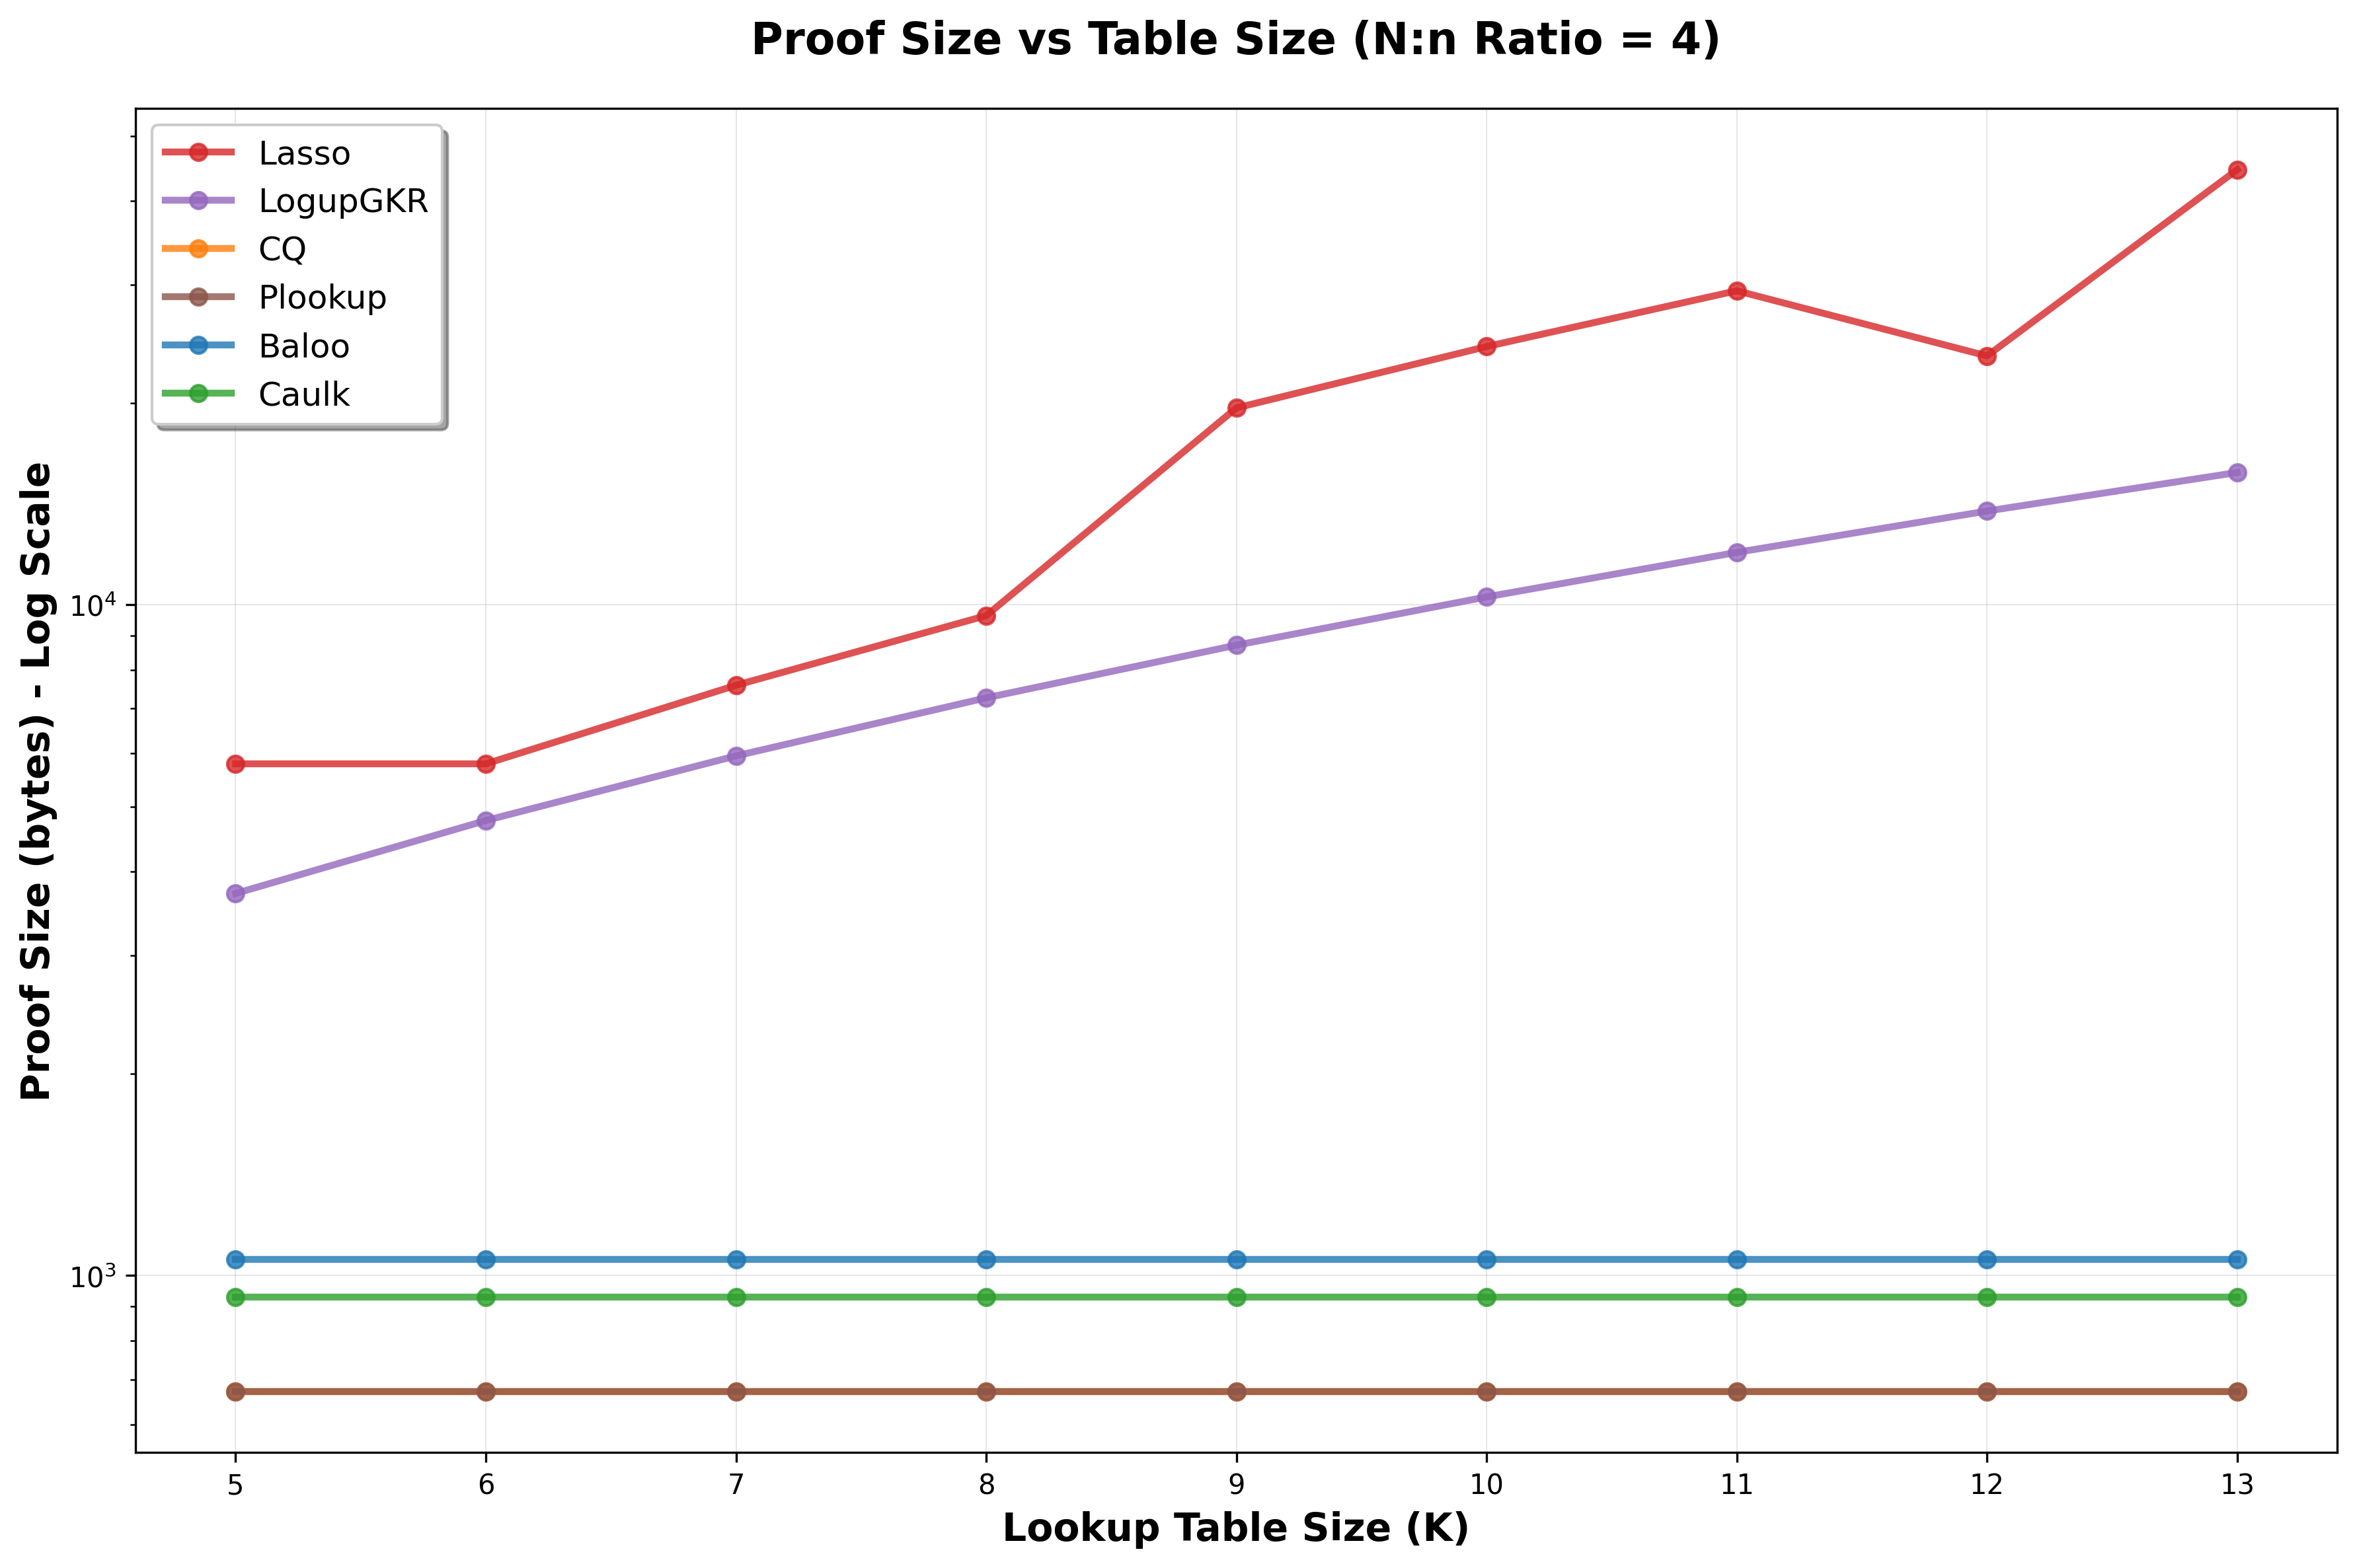 Proof Size vs Table Size (N:n Ratio = 4)
Lasso
LogupGKR
CQ
Plookup
Baloo
Caulk
Proof Size (bytes) - Log Scale
10⁴
10³
5 6 7 8 9 10 11 12 13
Lookup Table Size (K)